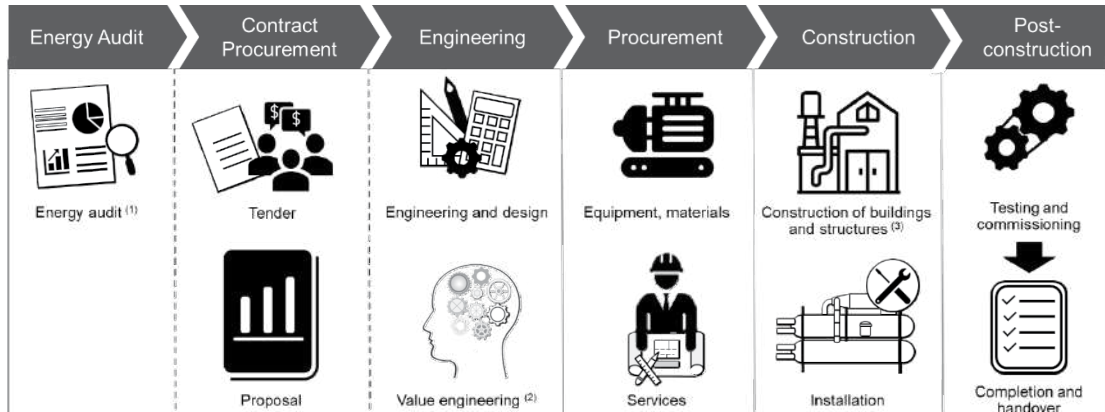 Energy Audit
Contract
Procurement
Engineering
Procurement
Construction
Post-
construction
$ $
Energy audit (1)
Tender
Engineering and design
Equipment, materials
Construction of buildings
and structures (3)
Testing and
commissioning
Proposal
Value engineering (2)
Services
Installation
Completion and
handover